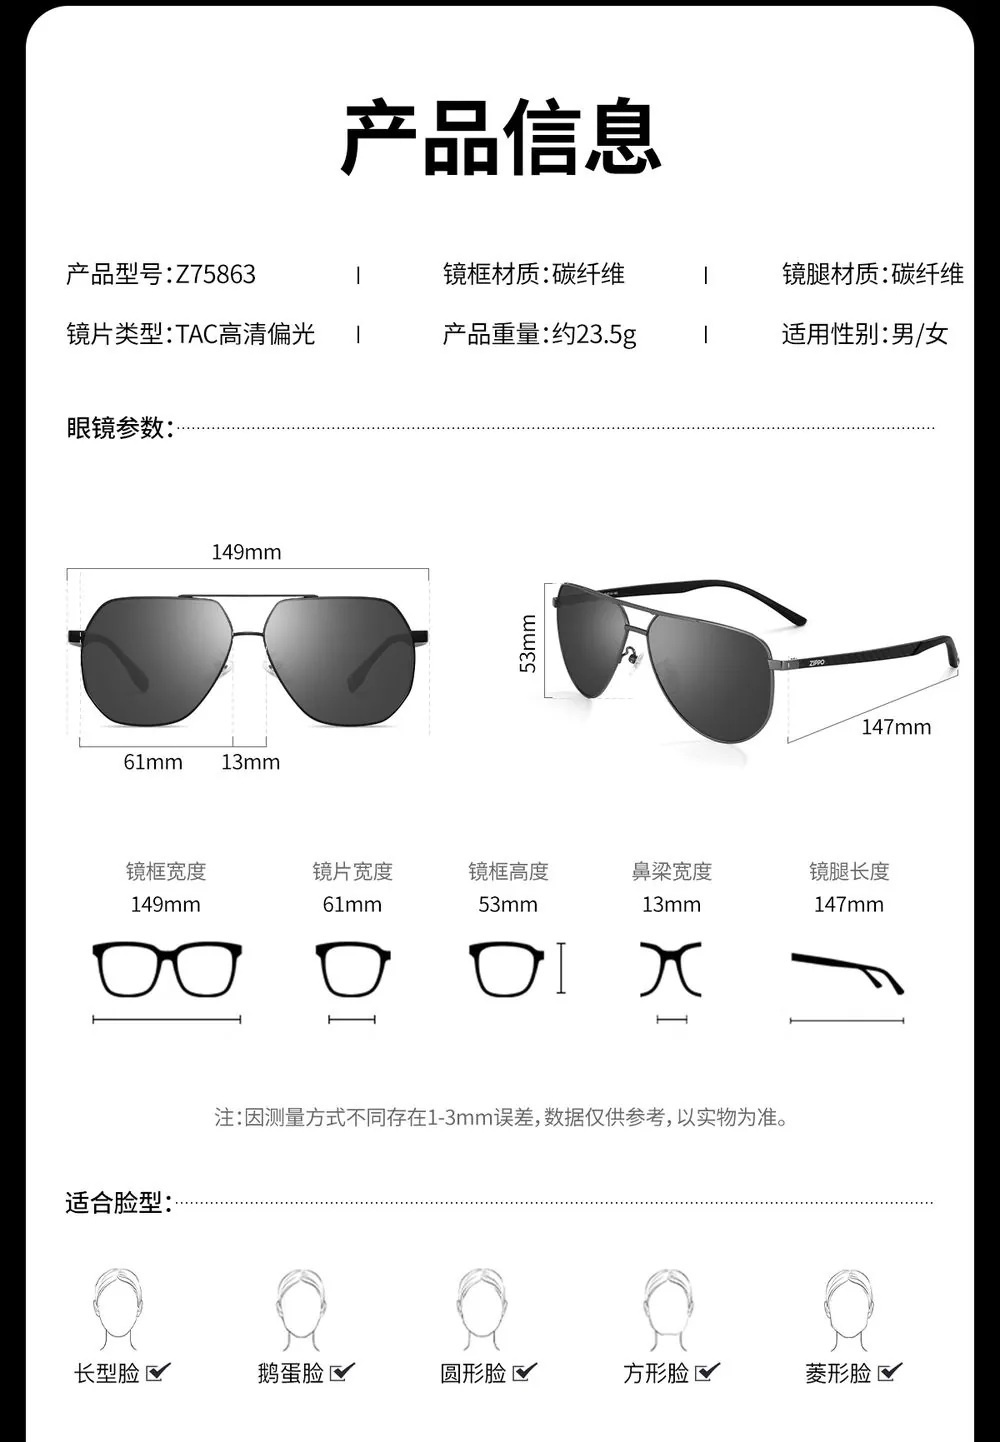 产品信息
产品型号:Z75863 | 镜框材质:碳纤维 | 镜腿材质:碳纤维
镜片类型:TAC高清偏光 | 产品重量:约23.5g | 适用性别:男/女
眼镜参数:
149mm
61mm 13mm
53mm
ZIPPO
147mm
镜框宽度 镜片宽度 镜框高度 鼻梁宽度 镜腿长度
149mm 61mm 53mm 13mm 147mm
注:因测量方式不同存在1-3mm误差,数据仅供参考,以实物为准。
适合脸型:
长型脸 鹅蛋脸 圆形脸 方形脸 菱形脸